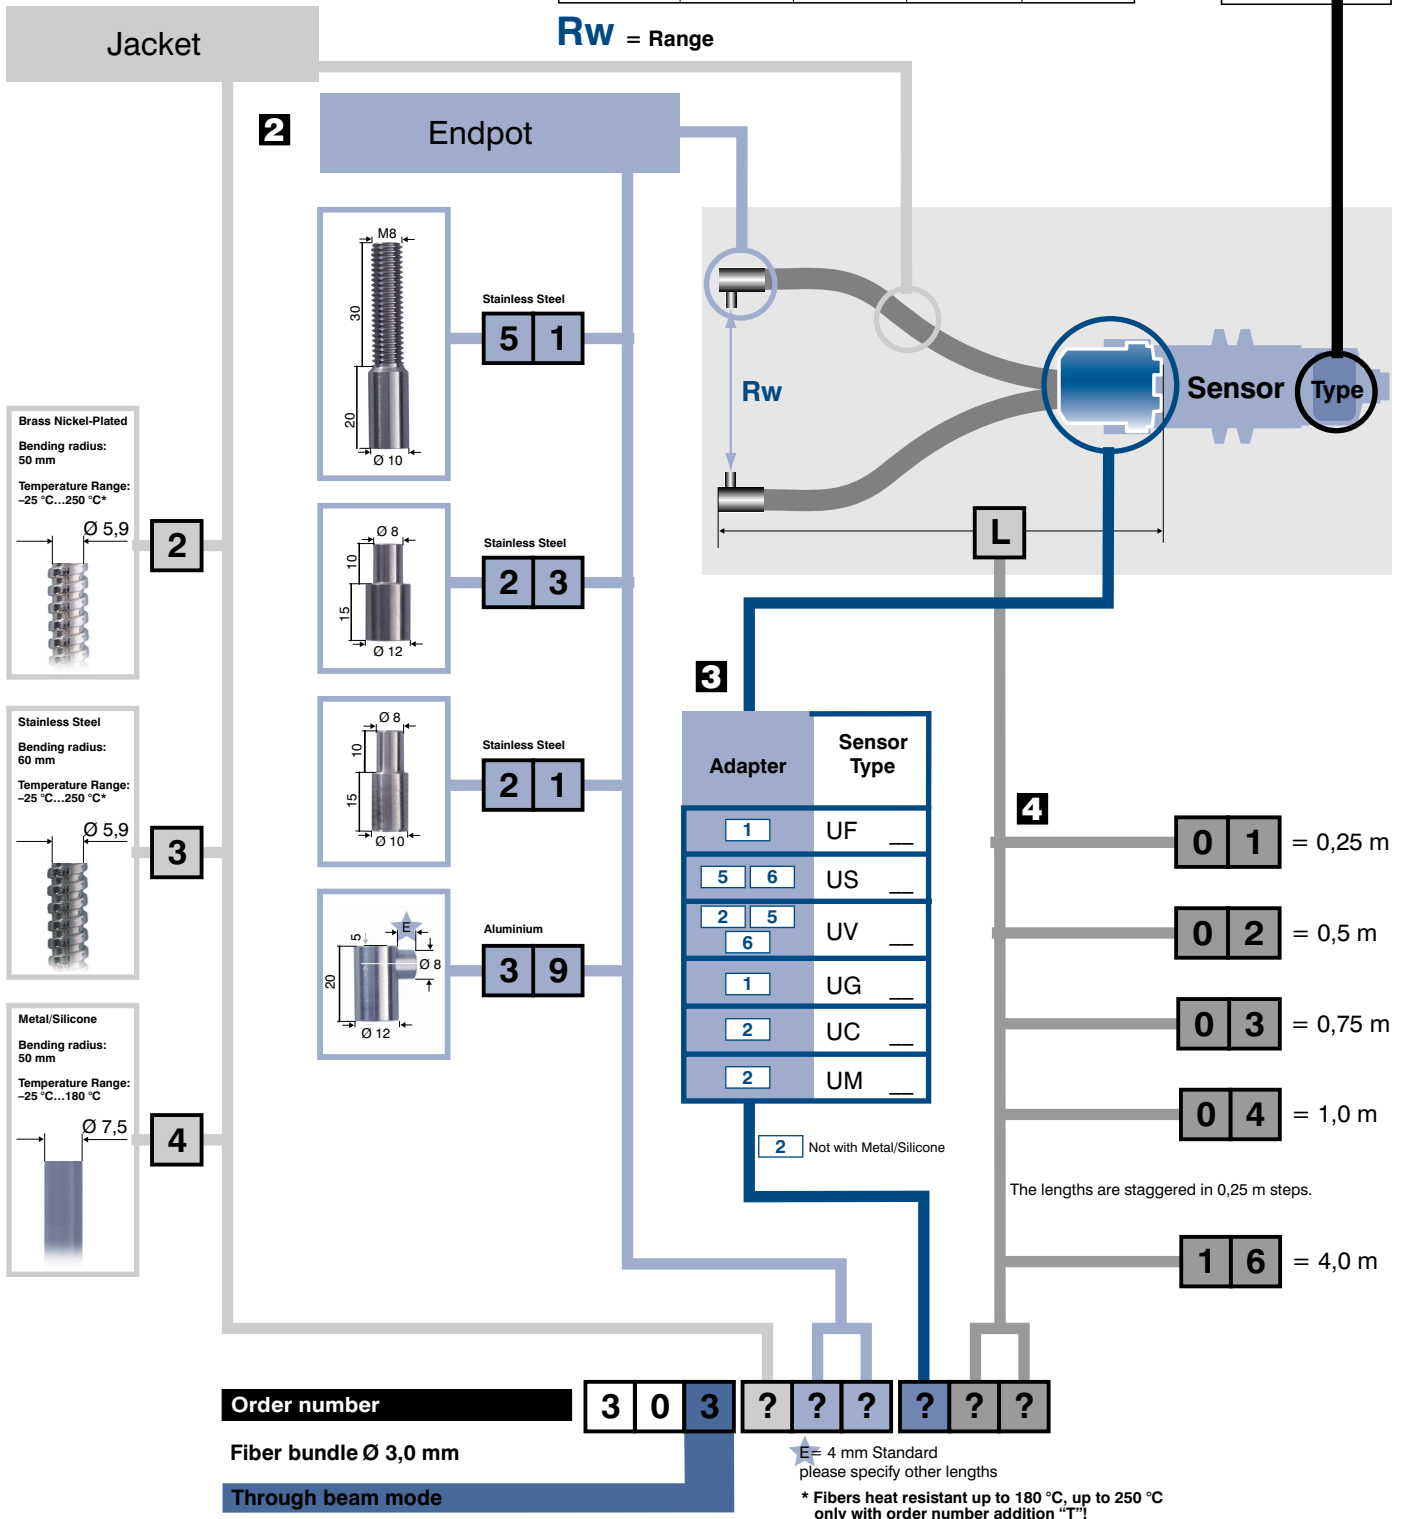 Jacket
Rw = Range
2
Endpot
M8
30
20
Ø 10
Stainless Steel
5 1
Rw
Sensor
Type
L
Brass Nickel-Plated
Bending radius:
50 mm
Temperature Range:
–25 °C...250 °C*
Ø 5,9
2
Ø 8
10
15
Ø 12
Stainless Steel
2 3
Stainless Steel
Bending radius:
60 mm
Temperature Range:
–25 °C...250 °C*
Ø 5,9
3
Ø 8
10
15
Ø 10
Stainless Steel
2 1
E
5
20
Ø 8
Ø 12
Aluminium
3 9
Metal/Silicone
Bending radius:
50 mm
Temperature Range:
–25 °C...180 °C
Ø 7,5
4
3
Adapter
Sensor
Type
1 UF __
5 6 US __
2 5
6 UV __
1 UG __
2 UC __
2 UM __
2 Not with Metal/Silicone
4
0 1 = 0,25 m
0 2 = 0,5 m
0 3 = 0,75 m
0 4 = 1,0 m
The lengths are staggered in 0,25 m steps.
1 6 = 4,0 m
Order number
3 0 3 ? ? ? ? ? ?
Fiber bundle Ø 3,0 mm
Through beam mode
E= 4 mm Standard
please specify other lengths
* Fibers heat resistant up to 180 °C, up to 250 °C
only with order number addition “T”!